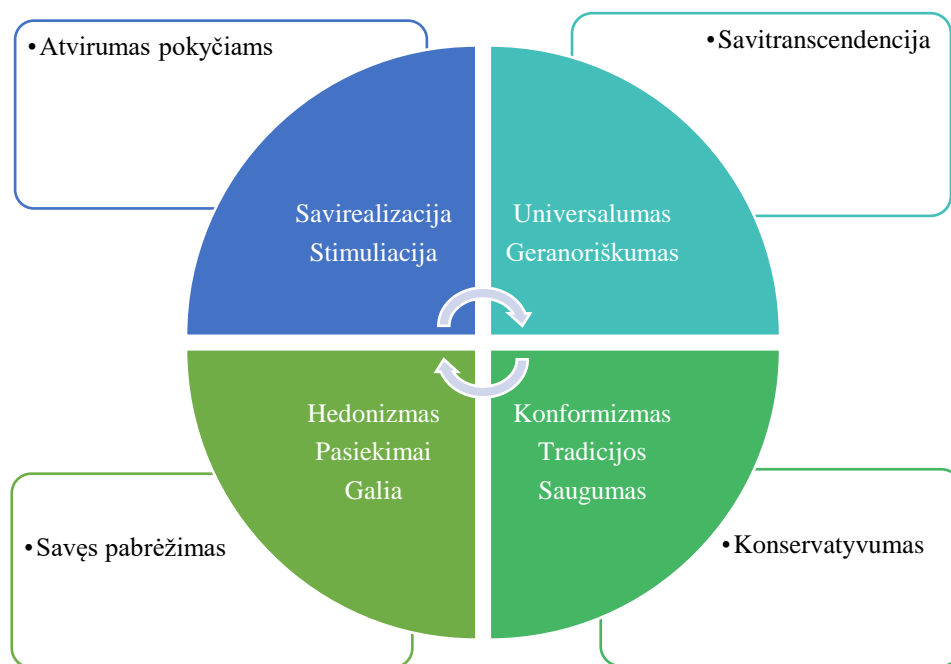 •Atvirumas pokyčiams
•Savitranscendencija
Savirealizacija
Stimuliacija
Universalumas
Geranoriškumas
Hedonizmas
Pasiekimai
Galia
Konformizmas
Tradicijos
Saugumas
•Savęs pabrėžimas
•Konservatyvumas